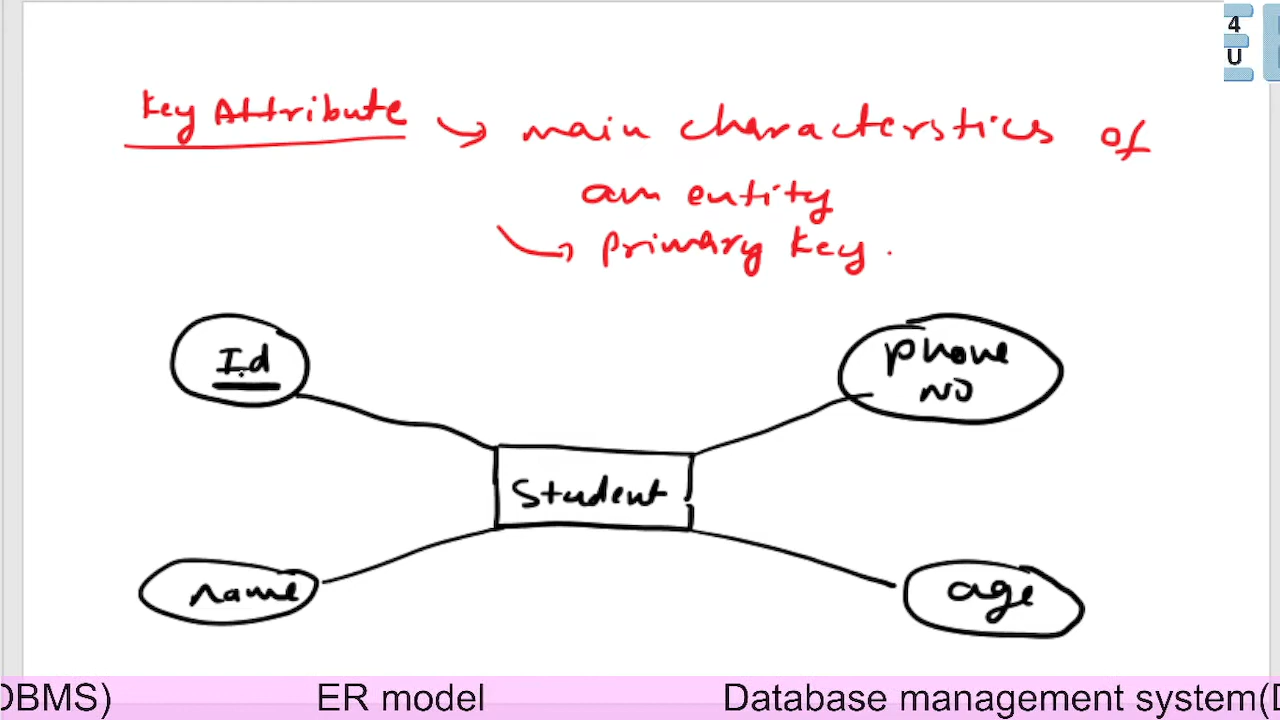 4
U
Key Attribute → main characterstics of
an entity
→ Primary key.
Id
phone
NO
Student
name
age
DBMS) ER model Database management system(D